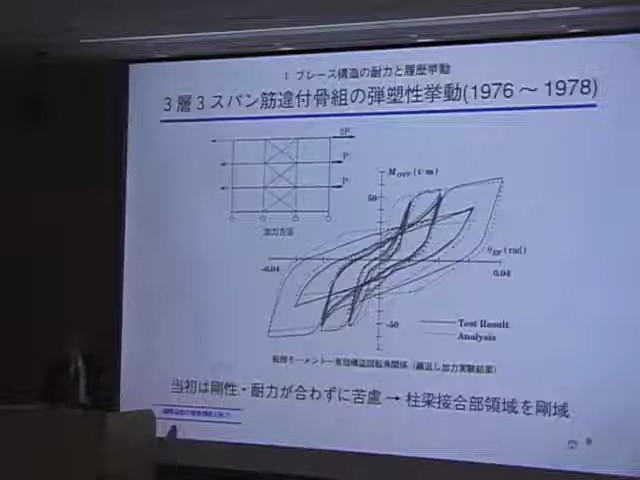 1 ブレース構造の耐力と履歴挙動
3層3スパン筋違付骨組の弾塑性挙動(1976～1978)
2P
P
P
加力方法
M_OVT (t·m)
50
-0.04
θ_EF (rad)
0.04
-50
Test Result
Analysis
当初は剛性・耐力が合わずに苦慮 → 柱梁接合部領域を剛域